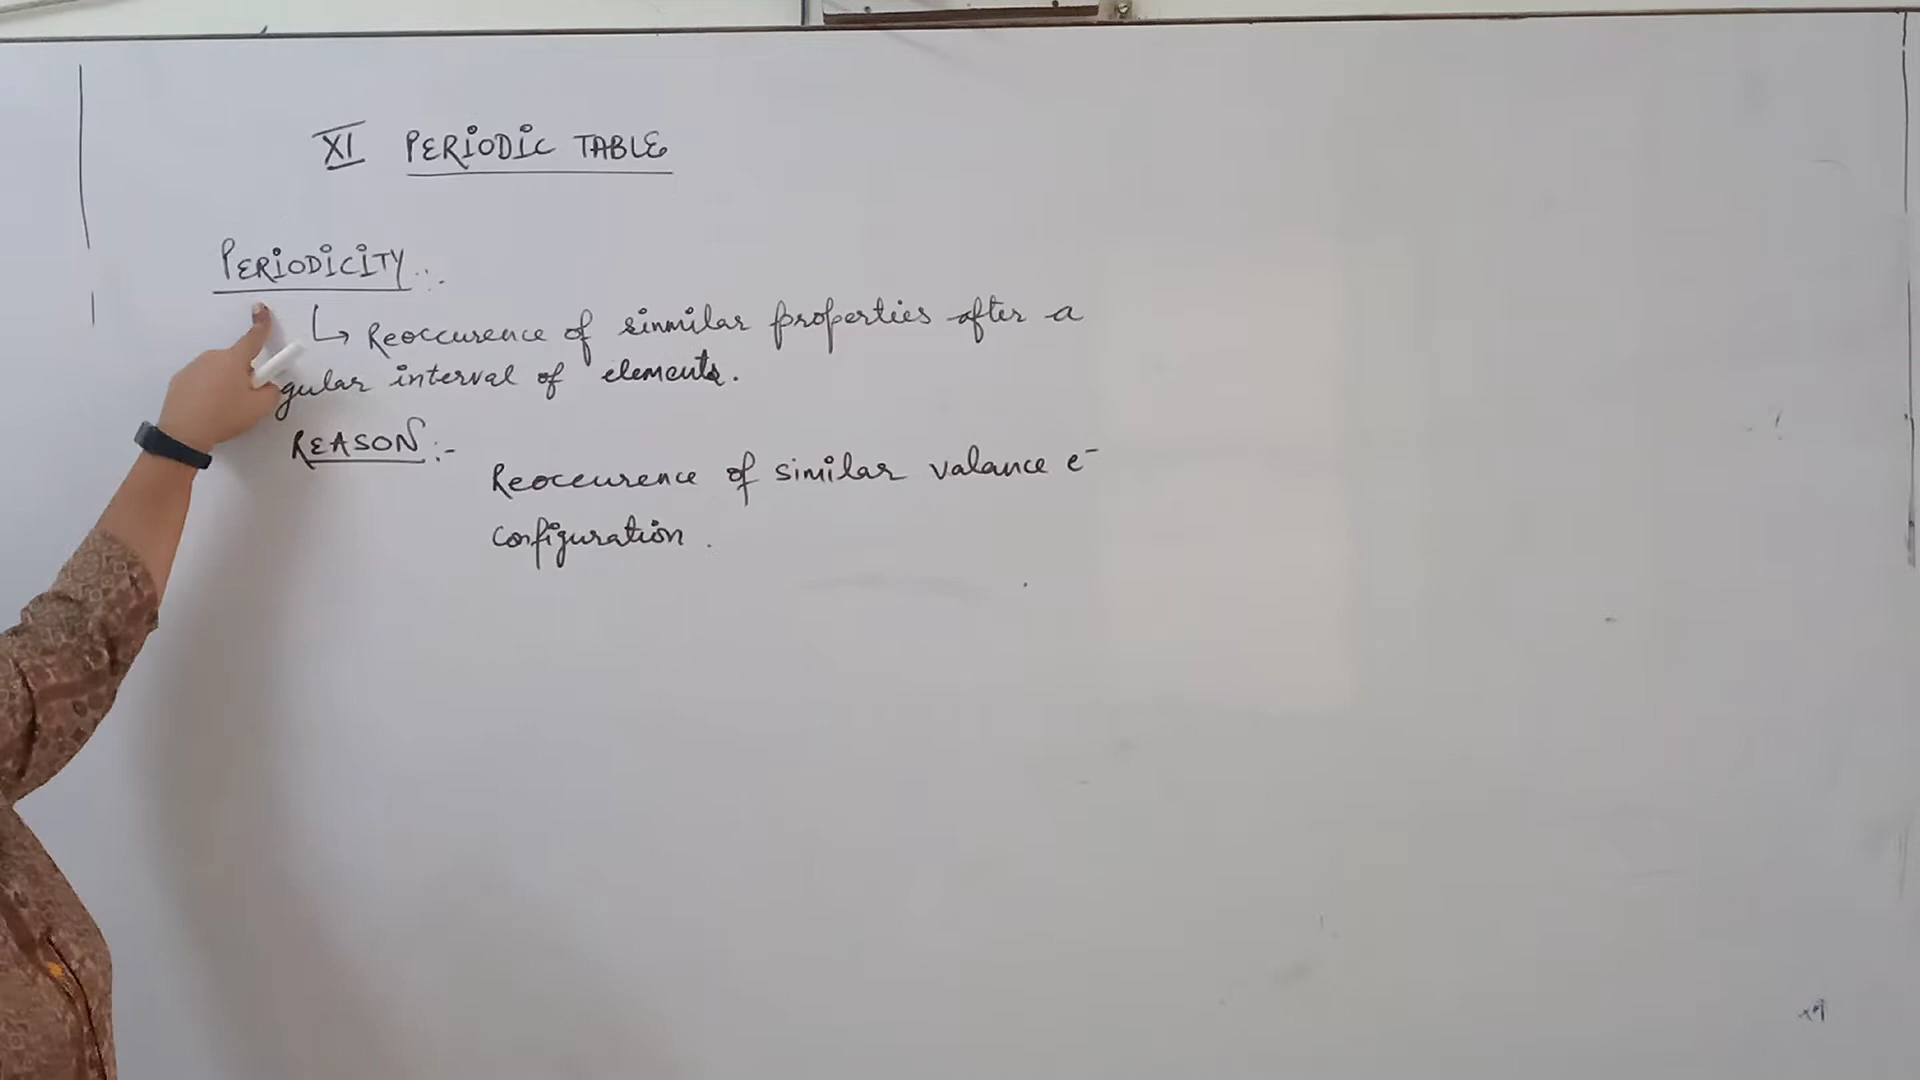 XI PERIODIC TABLE
PERIODICITY :-
↳ Reoccurence of sinmilar properties after a
gular interval of elements.
REASON :-
Reoccurence of similar valance e⁻
configuration.